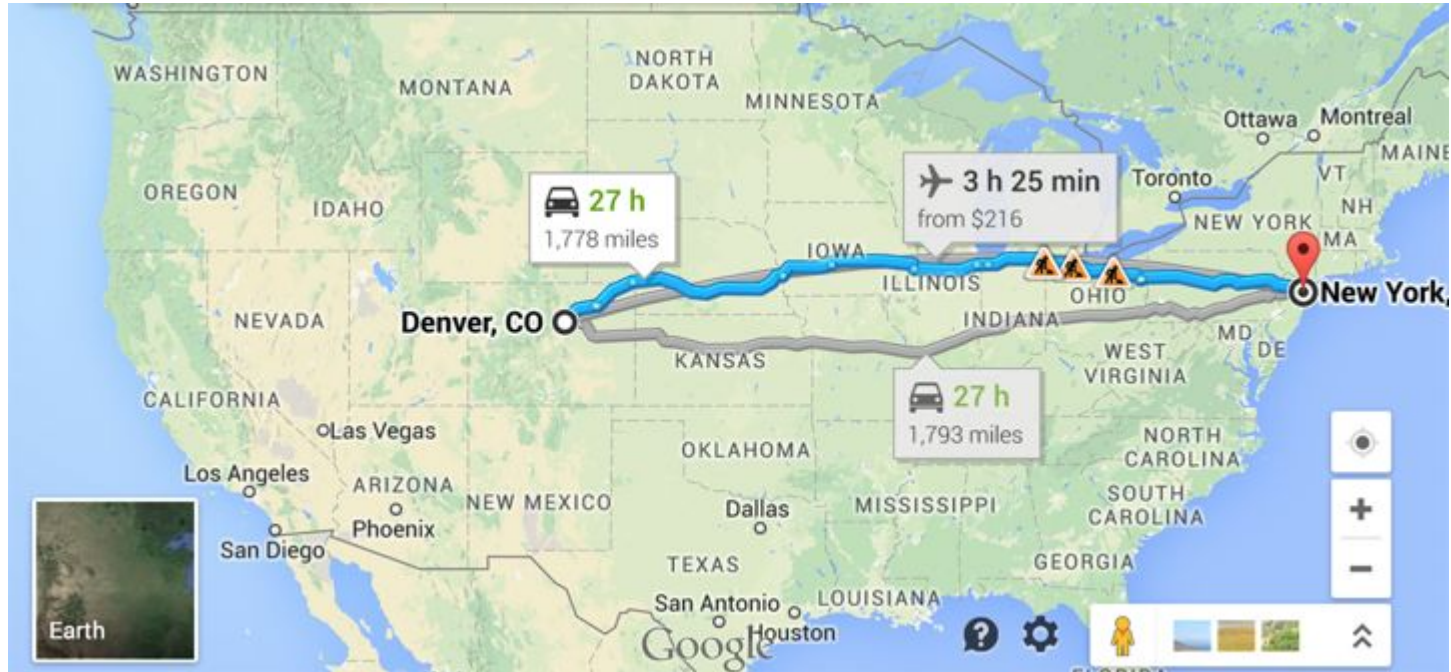 WASHINGTON
MONTANA
NORTH
DAKOTA
MINNESOTA
Ottawa
Montreal
MAINE
OREGON
IDAHO
27 h
1,778 miles
3 h 25 min
from $216
Toronto
VT
NH
NEW YORK
MA
IOWA
ILLINOIS
OHIO
New York,
Denver, CO
NEVADA
INDIANA
KANSAS
MD
DE
WEST
VIRGINIA
27 h
1,793 miles
CALIFORNIA
Las Vegas
OKLAHOMA
NORTH
CAROLINA
Los Angeles
ARIZONA
NEW MEXICO
Phoenix
Dallas
MISSISSIPPI
SOUTH
CAROLINA
San Diego
TEXAS
GEORGIA
San Antonio
LOUISIANA
Houston
Google
Earth
+
−
?